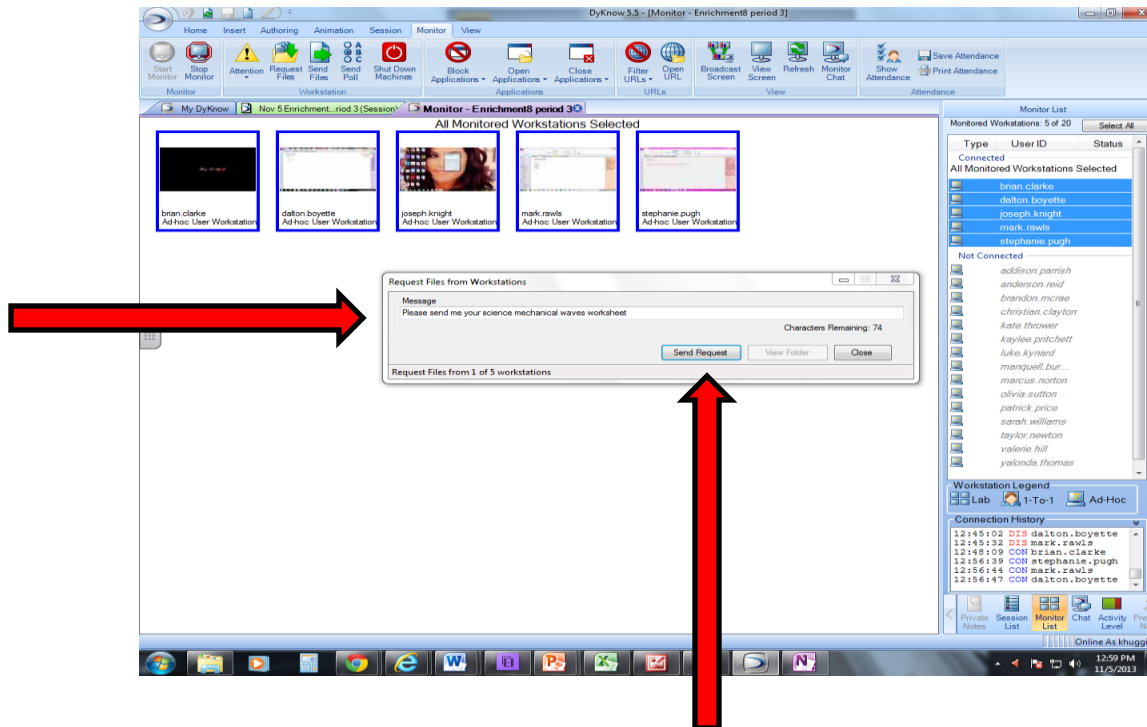 DyKnow 5.5 - [Monitor - Enrichment8 period 3]
Home Insert Authoring Animation Session Monitor View
Start Monitor
Stop Monitor
Attention
Request Files
Send Files
Send Poll
Shut Down Machines
Block Applications
Open Applications
Close Applications
Filter URLs
Open URL
Broadcast Screen
View Screen
Refresh
Monitor Chat
Show Attendance
Save Attendance
Print Attendance
Monitor Workstation Applications URLs View Attendance
My DyKnow Nov 5 Enrichment...riod 3 (Session) Monitor - Enrichment8 period 3
All Monitored Workstations Selected
brian.clarke
Ad-hoc User Workstation
dalton.boyette
Ad-hoc User Workstation
joseph.knight
Ad-hoc User Workstation
mark.rawls
Ad-hoc User Workstation
stephanie.pugh
Ad-hoc User Workstation
Request Files from Workstations
Message
Please send me your science mechanical waves worksheet
Characters Remaining: 74
Send Request View Folder Close
Request Files from 1 of 5 workstations
Monitor List
Monitored Workstations: 5 of 20 Select All
Type User ID Status
Connected
All Monitored Workstations Selected
brian.clarke
dalton.boyette
joseph.knight
mark.rawls
stephanie.pugh
Not Connected
addison.parrish
anderson.reid
brandon.mcrae
christian.clayton
kate.thrower
kaylee.pritchett
luke.kynard
manquell.bur...
marcus.norton
olivia.sutton
patrick.price
sarah.williams
taylor.newton
valerie.hill
yalonda.thomas
Workstation Legend
Lab 1-To-1 Ad-Hoc
Connection History
12:45:02 DIS dalton.boyette
12:45:32 DIS mark.rawls
12:48:09 CON brian.clarke
12:56:39 CON stephanie.pugh
12:56:44 CON mark.rawls
12:56:47 CON dalton.boyette
Private Notes
Session List
Monitor List
Chat
Activity Level
Online As khuggi
12:59 PM
11/5/2013